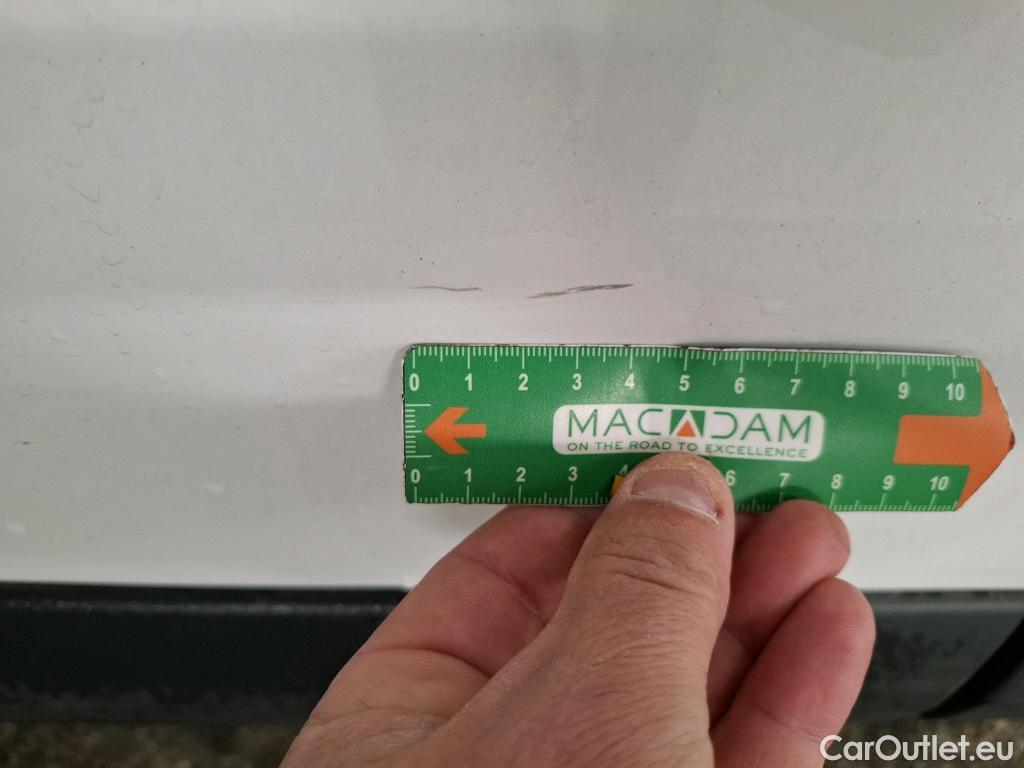 0 1 2 3 4 5 6 7 8 9 10
MACADAM
ON THE ROAD TO EXCELLENCE
0 1 2 3 4 6 7 8 9 10
CarOutlet.eu